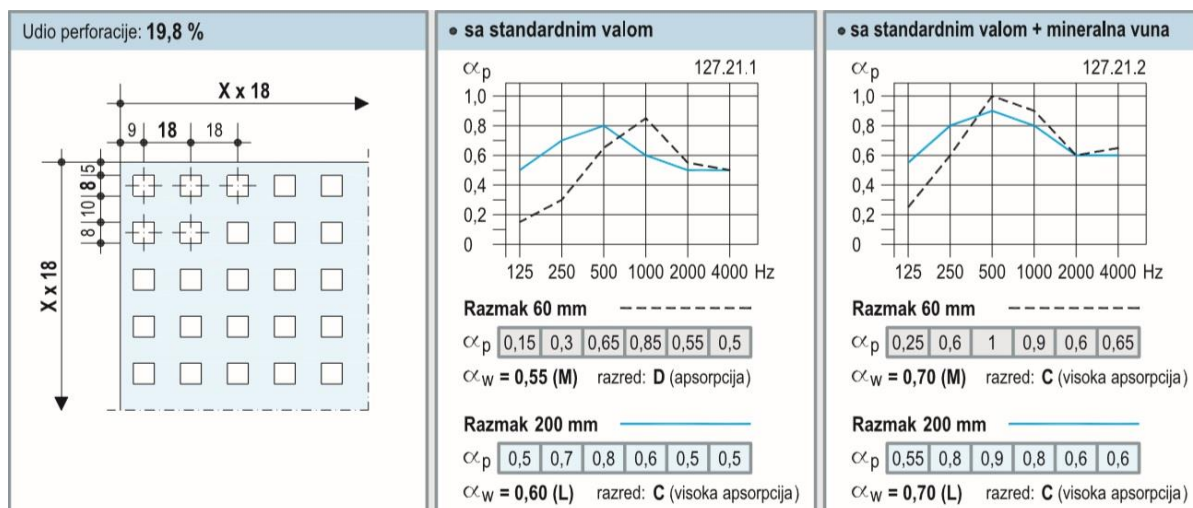 Udio perforacije: 19,8 %
X x 18
9 18 18
5
8
10
8
X x 18
• sa standardnim valom
αp 127.21.1
1,0
0,8
0,6
0,4
0,2
0
125 250 500 1000 2000 4000 Hz
Razmak 60 mm
αp 0,15 0,3 0,65 0,85 0,55 0,5
αw = 0,55 (M) razred: D (apsorpcija)
Razmak 200 mm
αp 0,5 0,7 0,8 0,6 0,5 0,5
αw = 0,60 (L) razred: C (visoka apsorpcija)
• sa standardnim valom + mineralna vuna
αp 127.21.2
1,0
0,8
0,6
0,4
0,2
0
125 250 500 1000 2000 4000 Hz
Razmak 60 mm
αp 0,25 0,6 1 0,9 0,6 0,65
αw = 0,70 (M) razred: C (visoka apsorpcija)
Razmak 200 mm
αp 0,55 0,8 0,9 0,8 0,6 0,6
αw = 0,70 (L) razred: C (visoka apsorpcija)